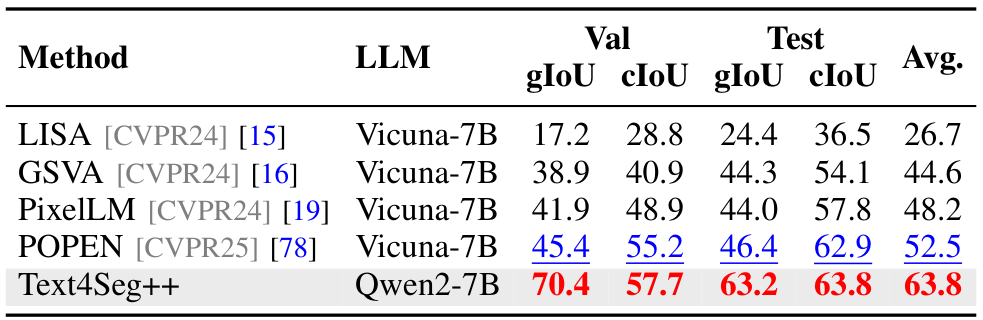 Method LLM Val Test Avg.
gIoU cIoU gIoU cIoU
LISA [CVPR24] [15] Vicuna-7B 17.2 28.8 24.4 36.5 26.7
GSVA [CVPR24] [16] Vicuna-7B 38.9 40.9 44.3 54.1 44.6
PixelLM [CVPR24] [19] Vicuna-7B 41.9 48.9 44.0 57.8 48.2
POPEN [CVPR25] [78] Vicuna-7B 45.4 55.2 46.4 62.9 52.5
Text4Seg++ Qwen2-7B 70.4 57.7 63.2 63.8 63.8